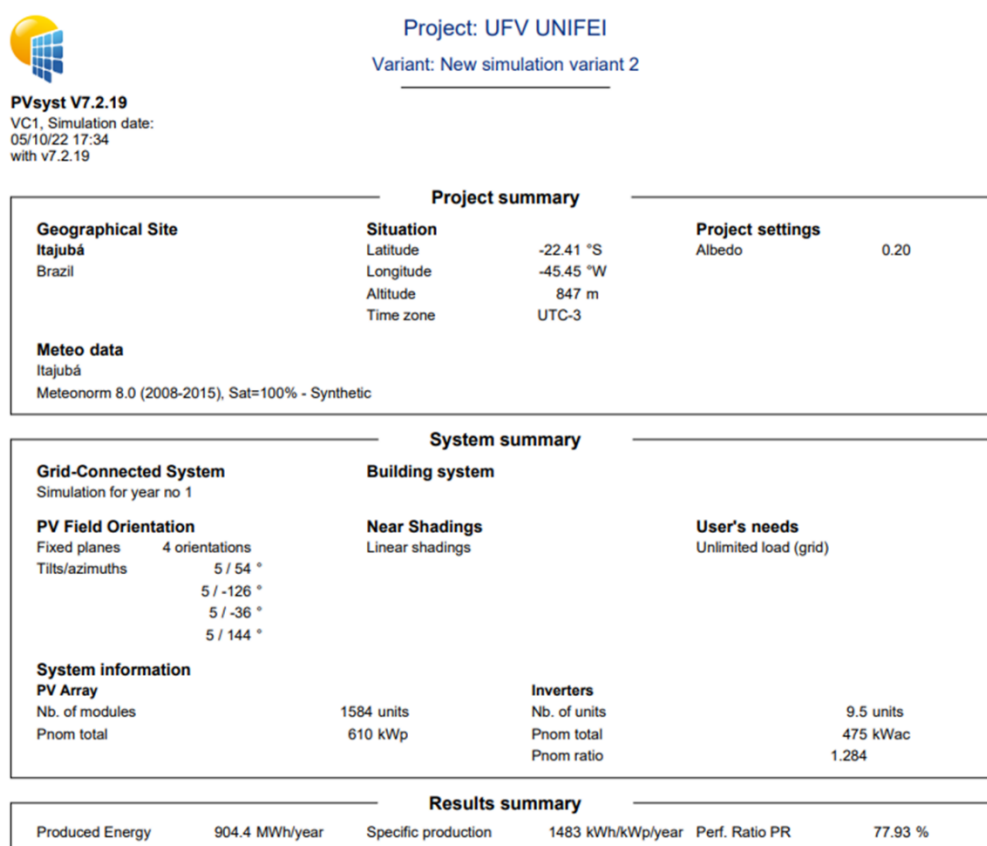 Project: UFV UNIFEI
Variant: New simulation variant 2
PVsyst V7.2.19
VC1, Simulation date:
05/10/22 17:34
with v7.2.19
Project summary
Geographical Site Situation Project settings
Itajubá Latitude -22.41 °S Albedo 0.20
Brazil Longitude -45.45 °W
Altitude 847 m
Time zone UTC-3
Meteo data
Itajubá
Meteonorm 8.0 (2008-2015), Sat=100% - Synthetic
System summary
Grid-Connected System Building system
Simulation for year no 1
PV Field Orientation Near Shadings User's needs
Fixed planes 4 orientations Linear shadings Unlimited load (grid)
Tilts/azimuths 5 / 54 °
5 / -126 °
5 / -36 °
5 / 144 °
System information
PV Array Inverters
Nb. of modules 1584 units Nb. of units 9.5 units
Pnom total 610 kWp Pnom total 475 kWac
Pnom ratio 1.284
Results summary
Produced Energy 904.4 MWh/year Specific production 1483 kWh/kWp/year Perf. Ratio PR 77.93 %